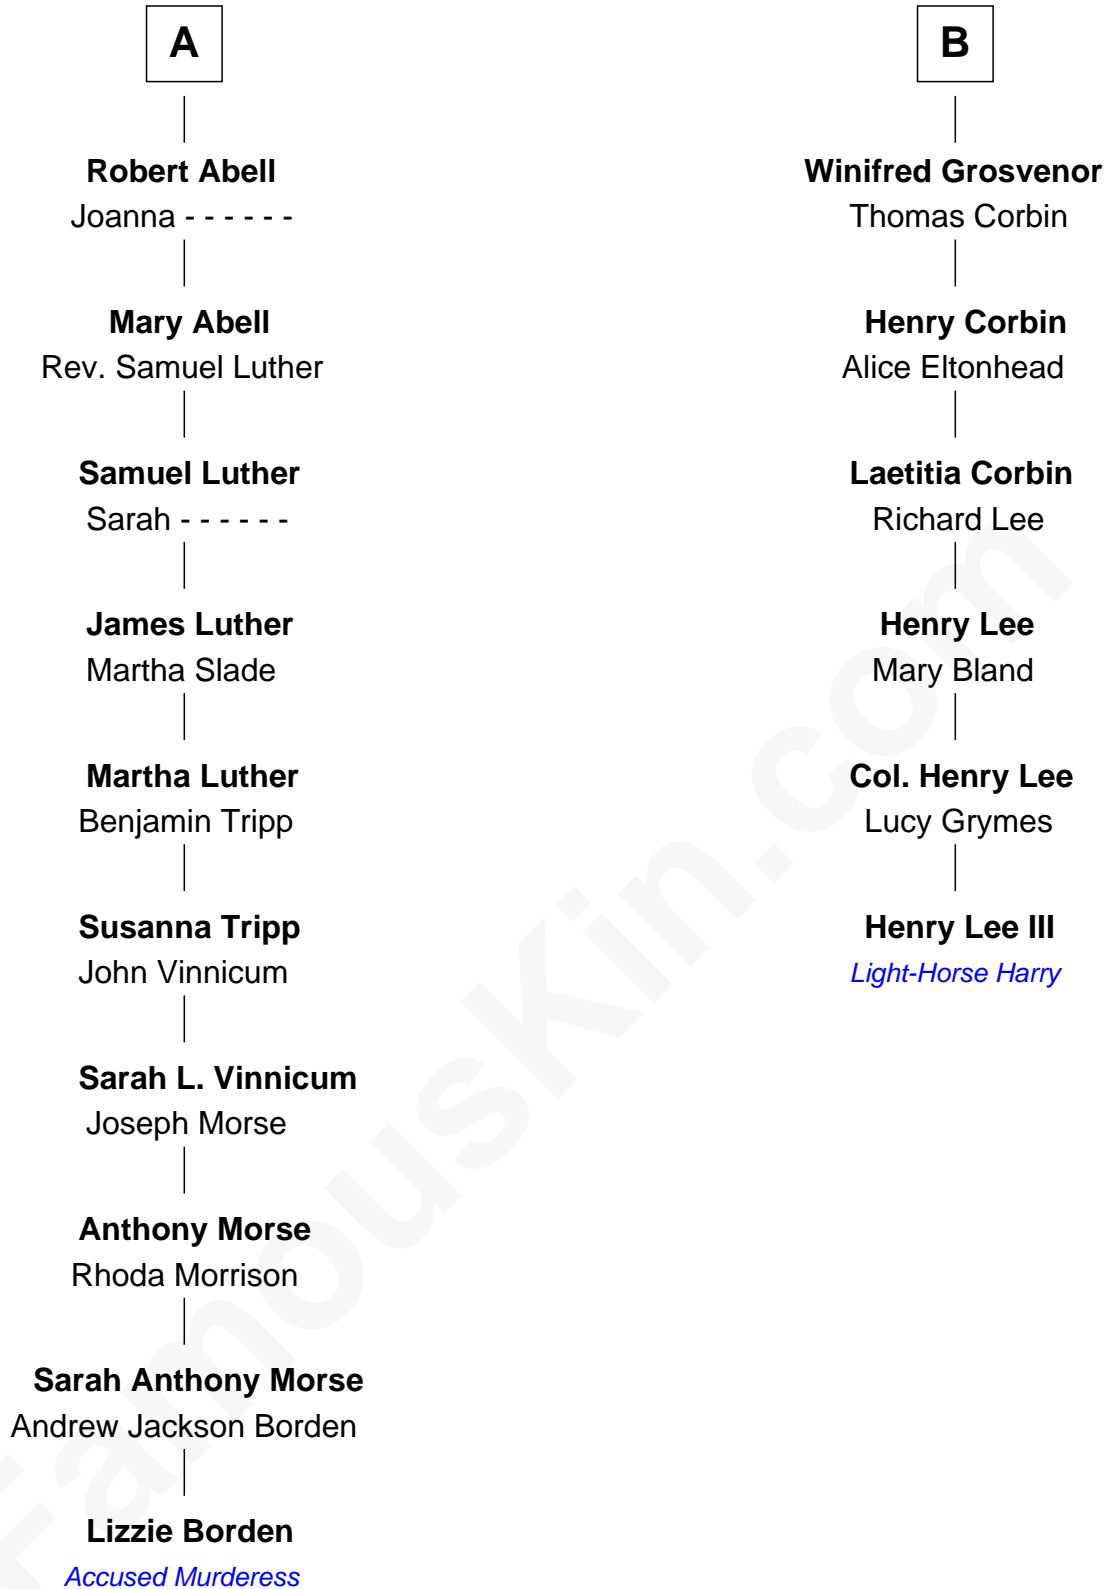 A
Robert Abell
Joanna - - - - - -
Mary Abell
Rev. Samuel Luther
Samuel Luther
Sarah - - - - - -
James Luther
Martha Slade
Martha Luther
Benjamin Tripp
Susanna Tripp
John Vinnicum
Sarah L. Vinnicum
Joseph Morse
Anthony Morse
Rhoda Morrison
Sarah Anthony Morse
Andrew Jackson Borden
Lizzie Borden
Accused Murderess
B
Winifred Grosvenor
Thomas Corbin
Henry Corbin
Alice Eltonhead
Laetitia Corbin
Richard Lee
Henry Lee
Mary Bland
Col. Henry Lee
Lucy Grymes
Henry Lee III
Light-Horse Harry
FamousKin.com